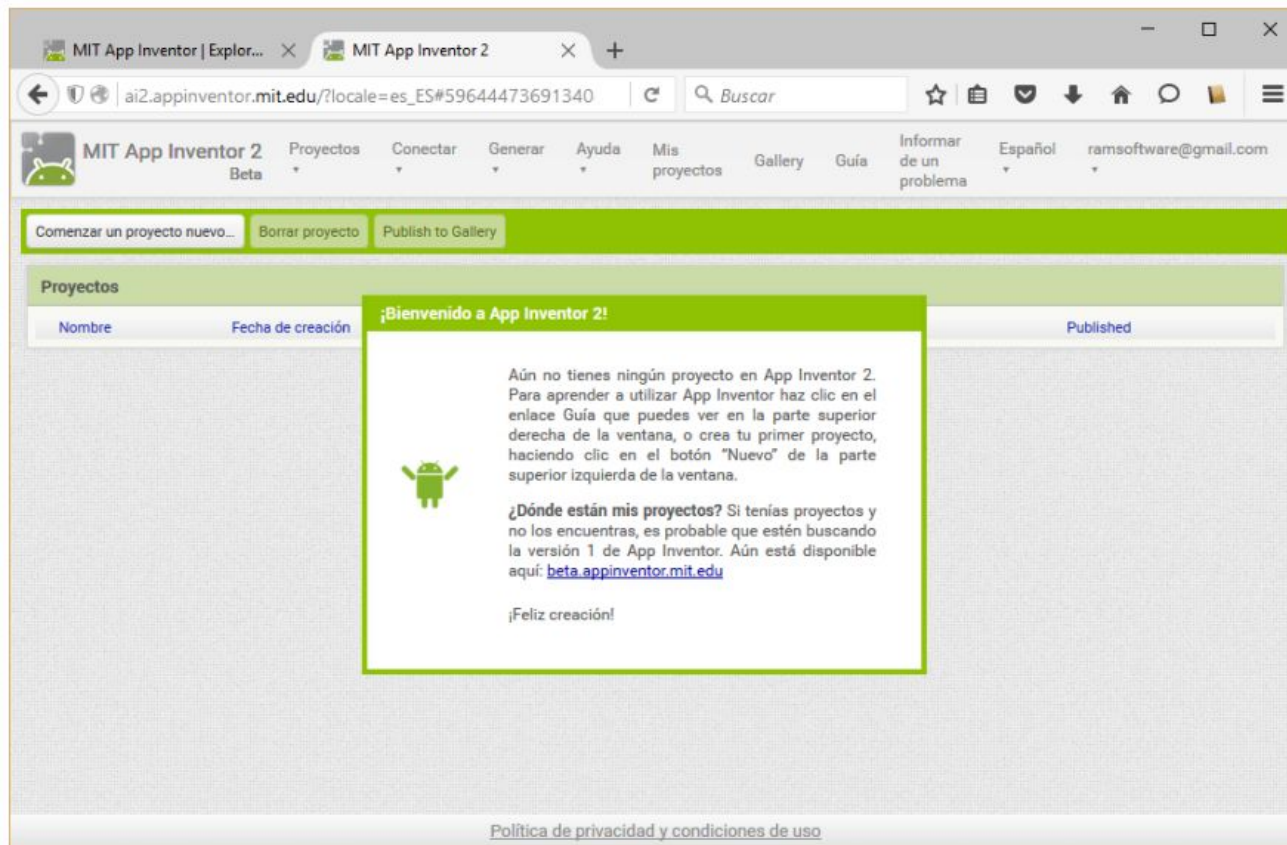 MIT App Inventor | Explor...
MIT App Inventor 2
ai2.appinventor.mit.edu/?locale=es_ES#59644473691340
Buscar
MIT App Inventor 2
Beta
Proyectos
Conectar
Generar
Ayuda
Mis
proyectos
Gallery
Guía
Informar
de un
problema
Español
ramsoftware@gmail.com
Comenzar un proyecto nuevo...
Borrar proyecto
Publish to Gallery
Proyectos
Nombre
Fecha de creación
Published
¡Bienvenido a App Inventor 2!
Aún no tienes ningún proyecto en App Inventor 2.
Para aprender a utilizar App Inventor haz clic en el
enlace Guía que puedes ver en la parte superior
derecha de la ventana, o crea tu primer proyecto,
haciendo clic en el botón "Nuevo" de la parte
superior izquierda de la ventana.
¿Dónde están mis proyectos? Si tenías proyectos y
no los encuentras, es probable que estén buscando
la versión 1 de App Inventor. Aún está disponible
aquí: beta.appinventor.mit.edu
¡Feliz creación!
Política de privacidad y condiciones de uso